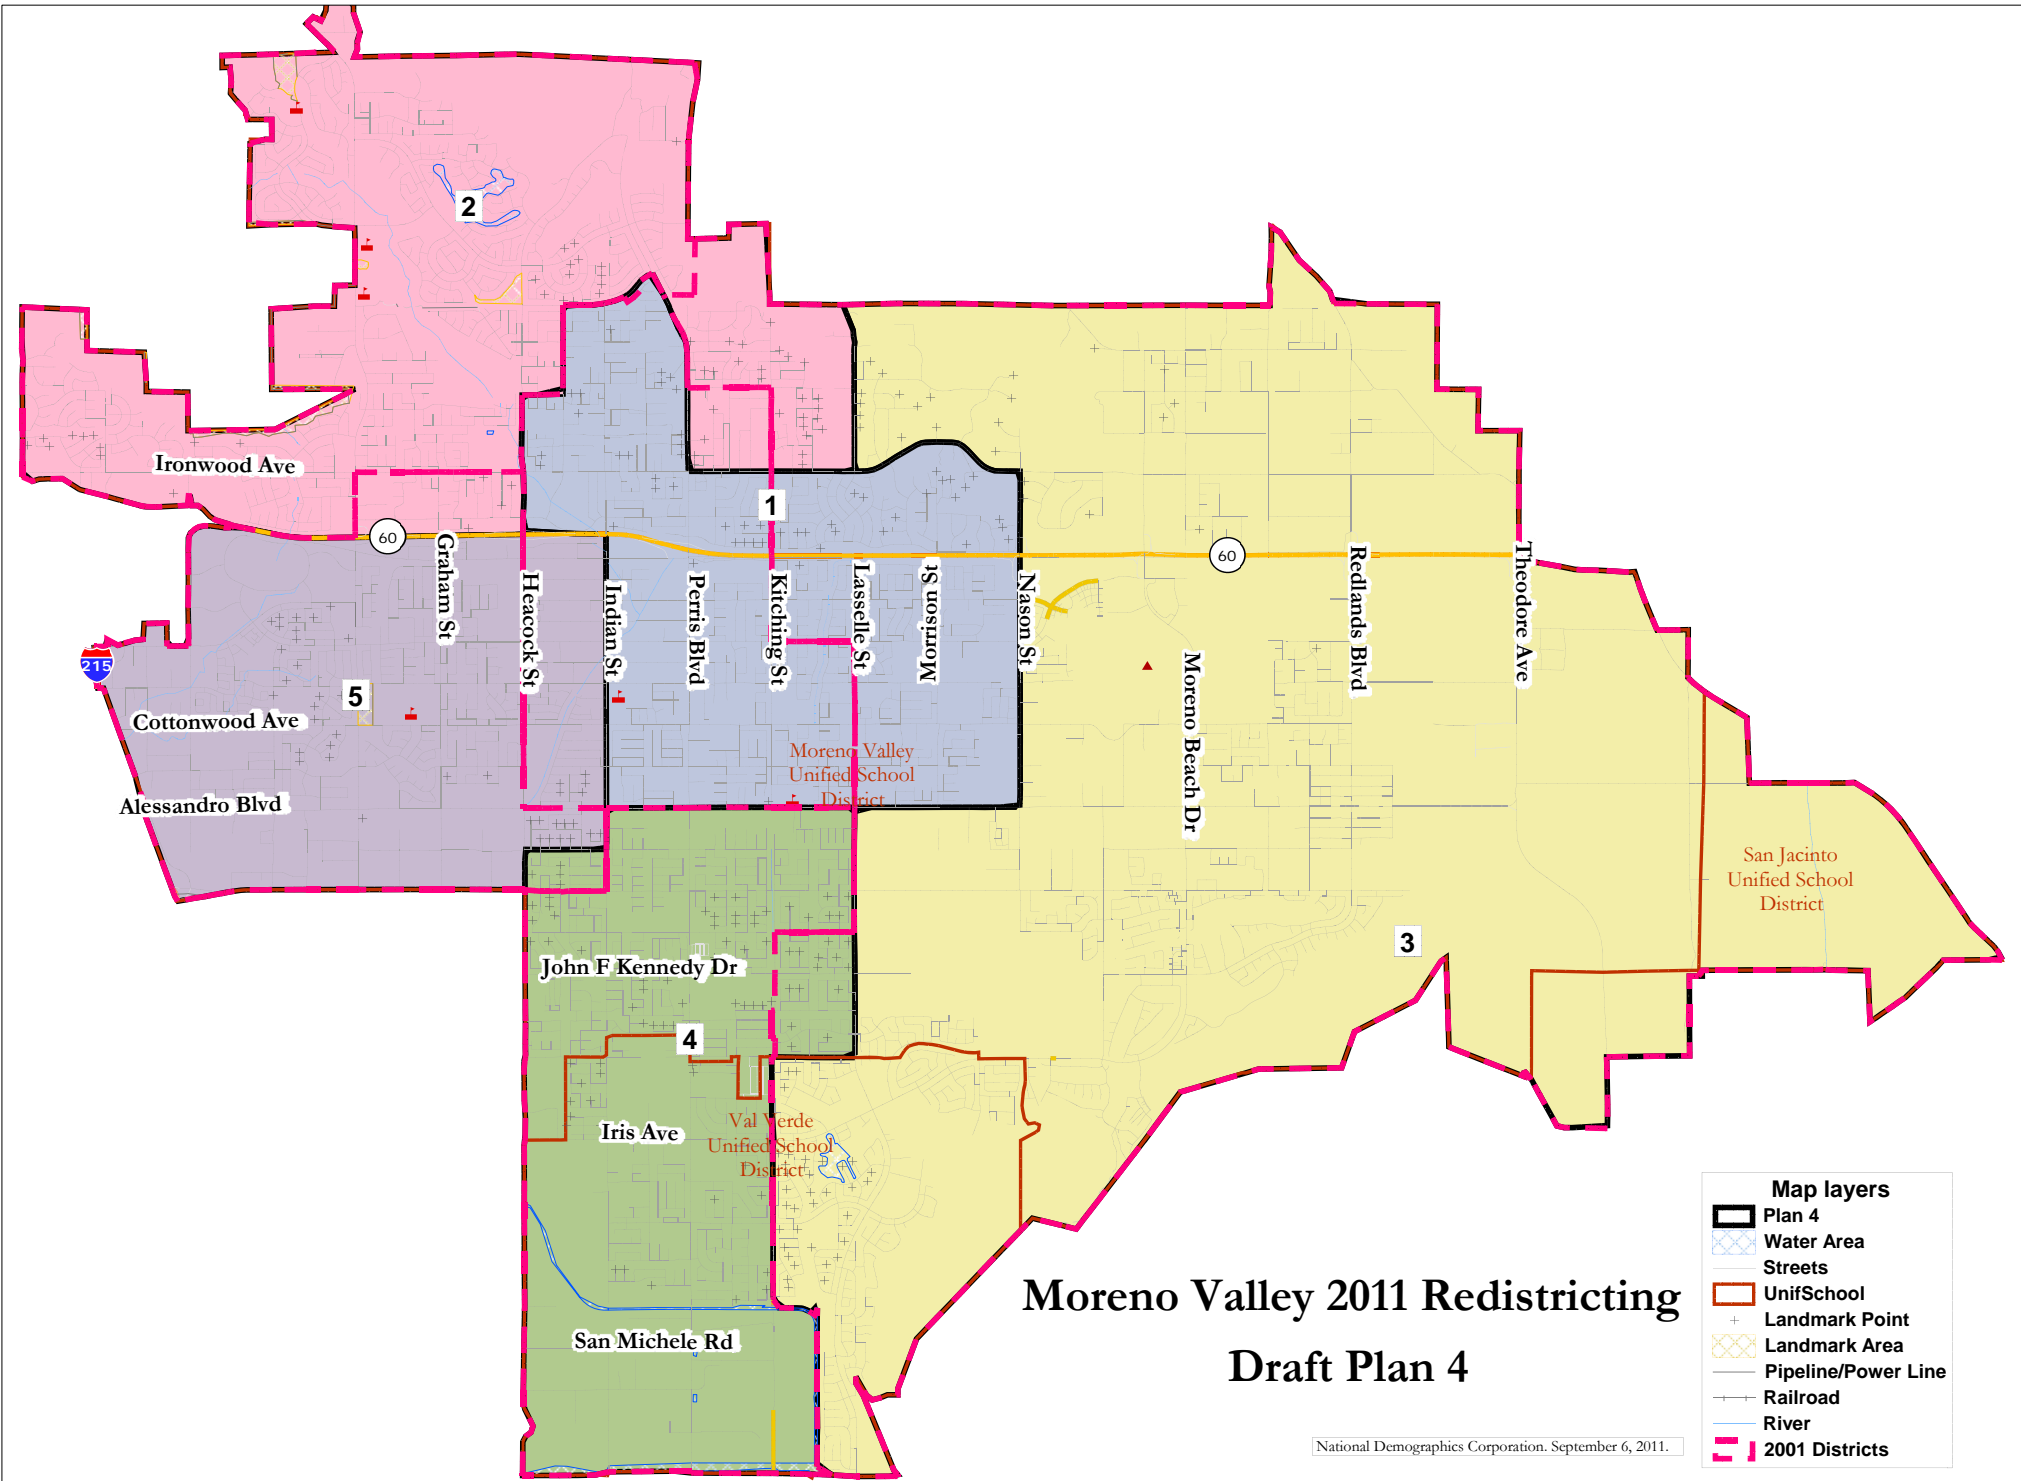 2
Ironwood Ave
1
60
60
Graham St
Heacock St
Indian St
Perris Blvd
Kitching St
Lasselle St
Morrison St
Nason St
Moreno Beach Dr
Redlands Blvd
Theodore Ave
215
5
Cottonwood Ave
Alessandro Blvd
Moreno Valley
Unified School
District
San Jacinto
Unified School
District
3
John F Kennedy Dr
4
Iris Ave
Val Verde
Unified School
District
San Michele Rd
Moreno Valley 2011 Redistricting
Draft Plan 4
National Demographics Corporation. September 6, 2011.
Map layers
Plan 4
Water Area
Streets
UnifSchool
Landmark Point
Landmark Area
Pipeline/Power Line
Railroad
River
2001 Districts